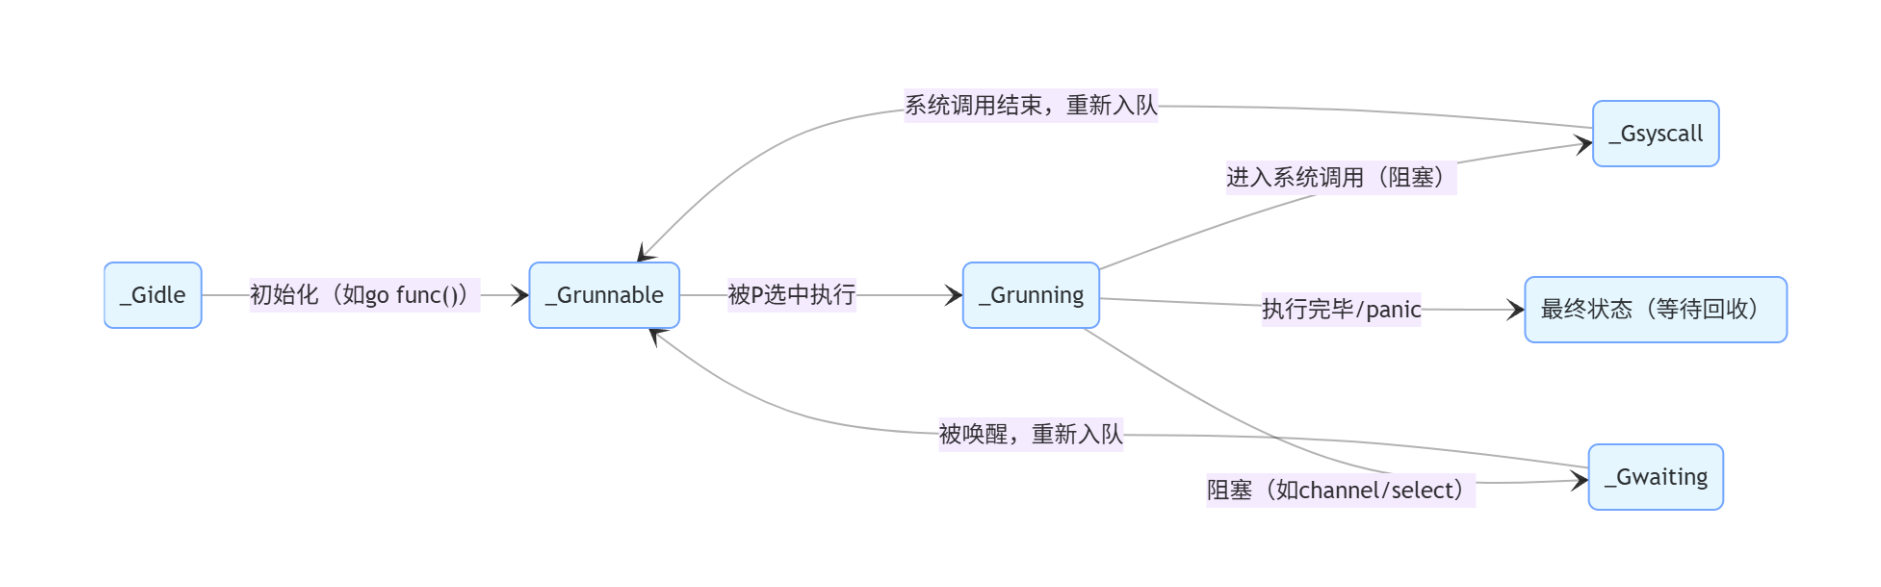 系统调用结束，重新入队
_Gsyscall
进入系统调用（阻塞）
_Gidle
初始化（如go func()）
_Grunnable
被P选中执行
_Grunning
执行完毕/panic
最终状态（等待回收）
被唤醒，重新入队
阻塞（如channel/select）
_Gwaiting